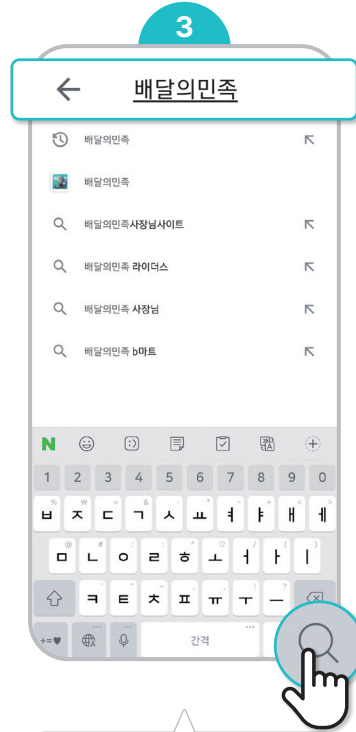 3
배달의민족
배달의민족
배달의민족
배달의민족사장님사이트
배달의민족 라이더스
배달의민족 사장님
배달의민족 b마트
N
1 2 3 4 5 6 7 8 9 0
ㅂ ㅈ ㄷ ㄱ ㅅ ㅛ ㅕ ㅑ ㅐ ㅔ
ㅁ ㄴ ㅇ ㄹ ㅎ ㅗ ㅓ ㅏ ㅣ
ㅋ ㅌ ㅊ ㅍ ㅠ ㅜ ㅡ
+=♥ 간격